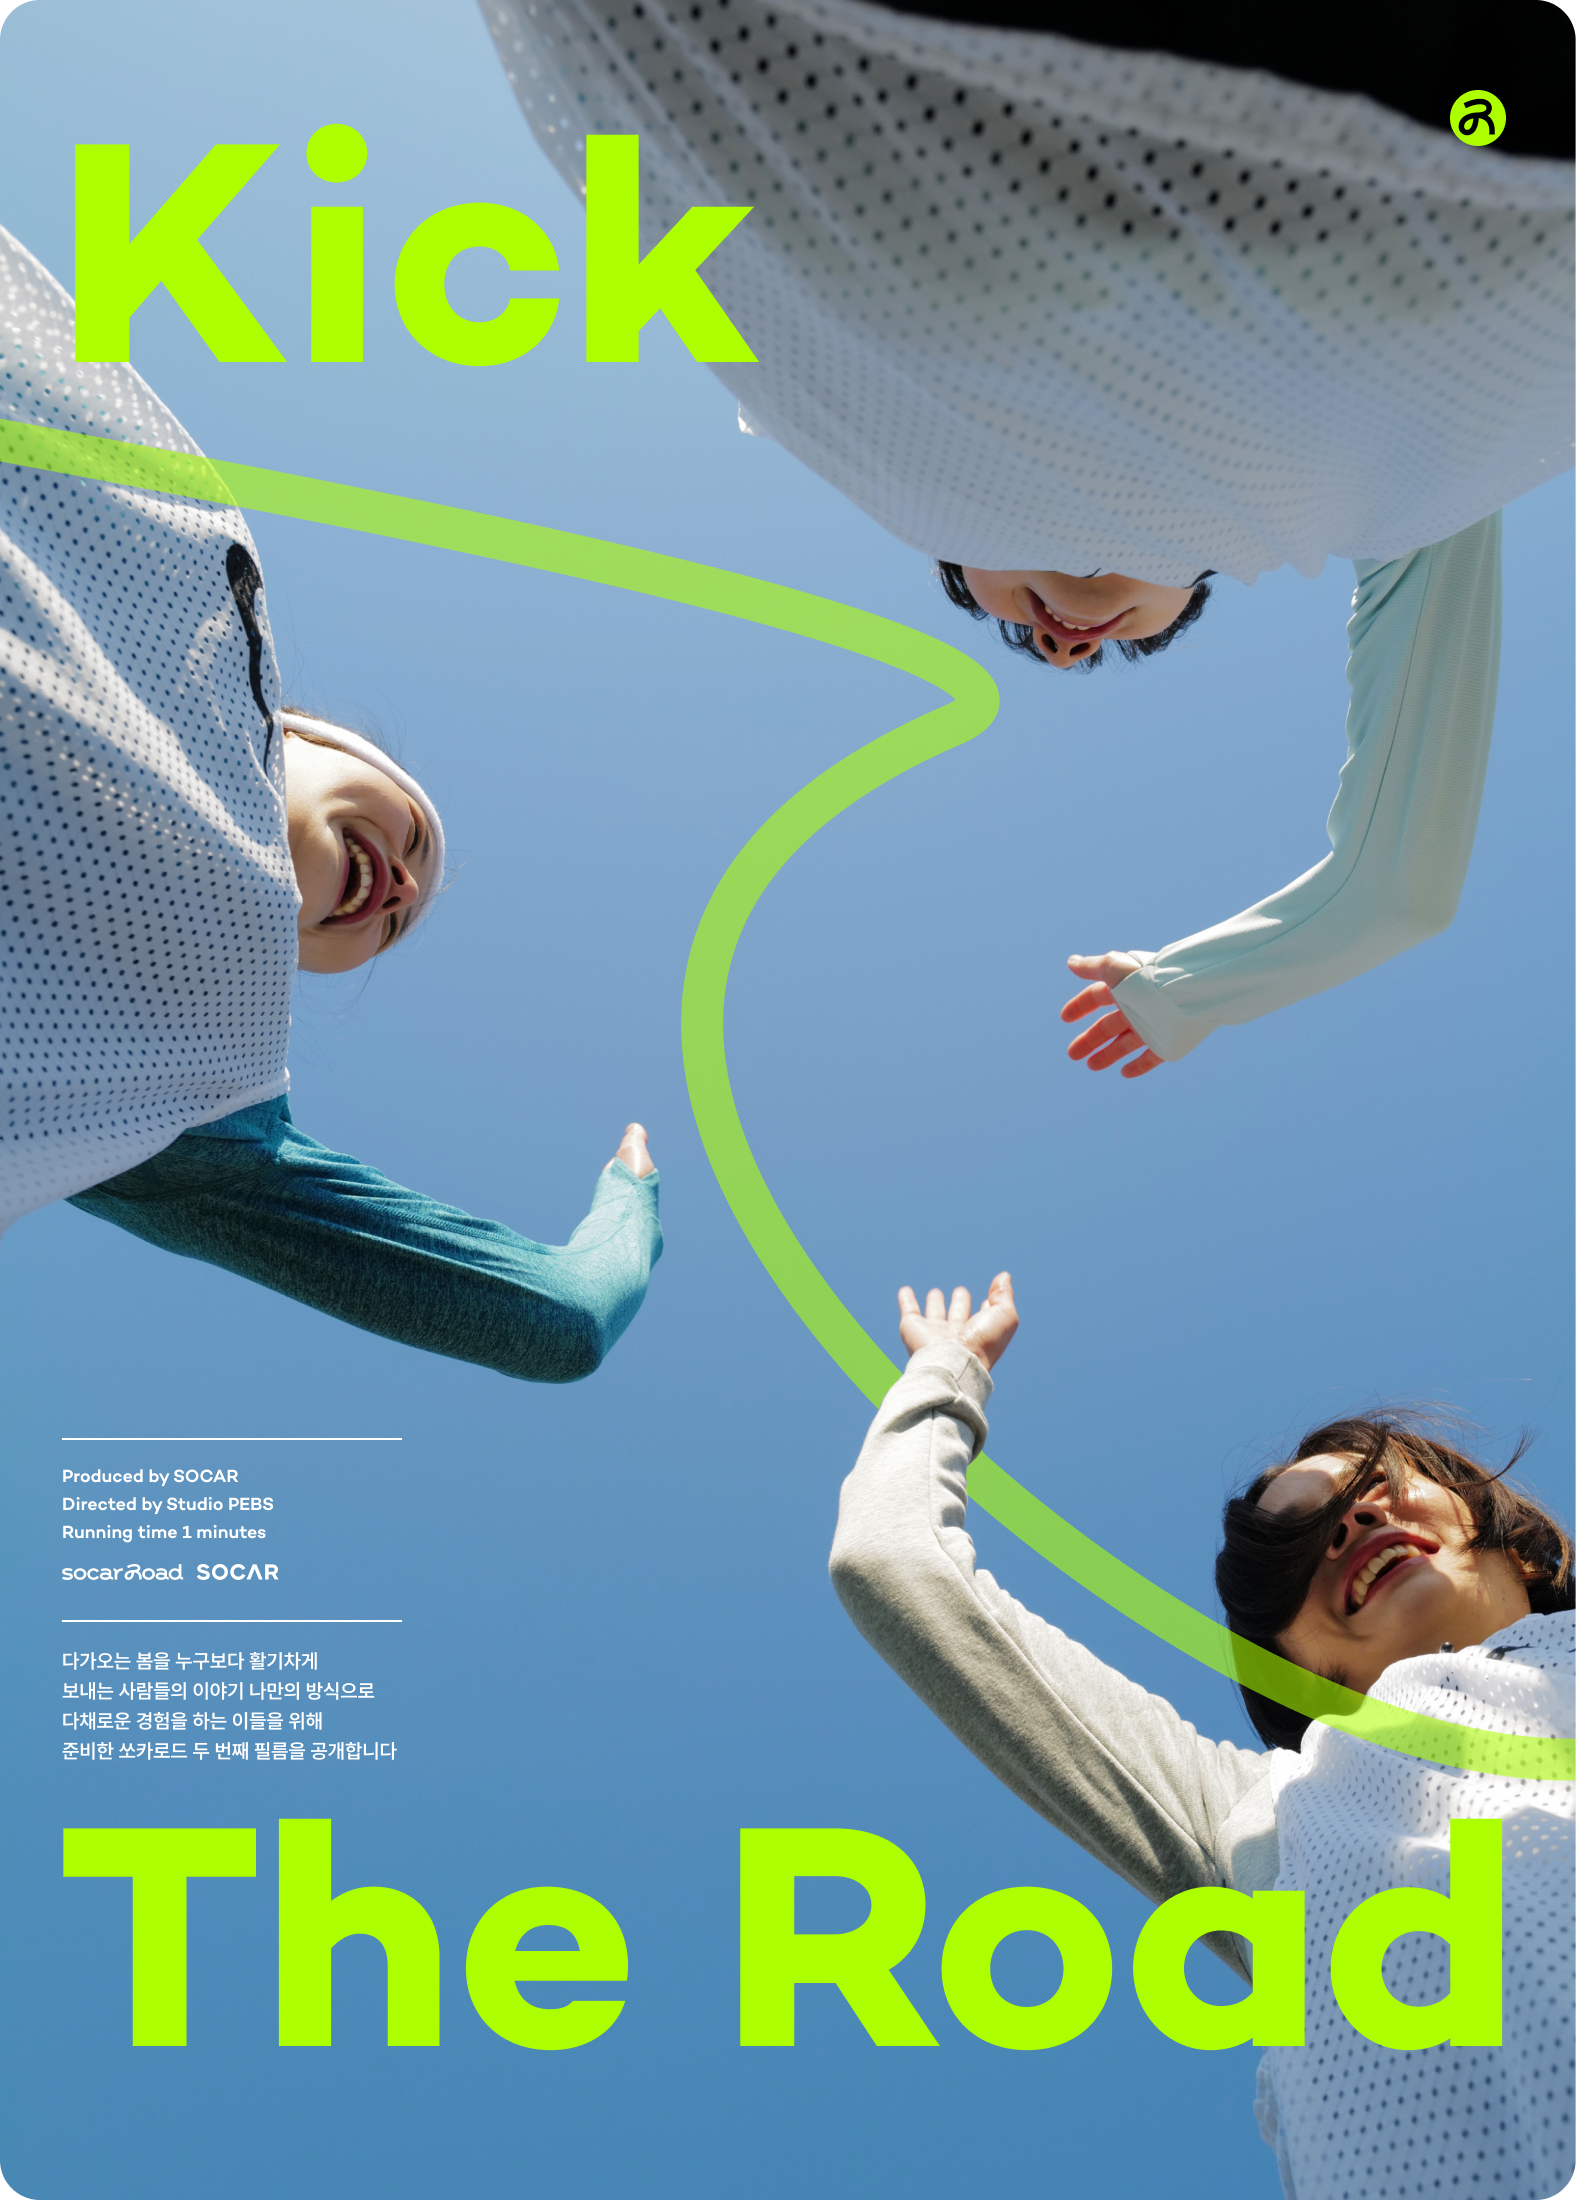 Kick
Produced by SOCAR
Directed by Studio PEBS
Running time 1 minutes
socarRoad SOCAR
다가오는 봄을 누구보다 활기차게
보내는 사람들의 이야기 나만의 방식으로
다채로운 경험을 하는 이들을 위해
준비한 쏘카로드 두 번째 필름을 공개합니다
The Road